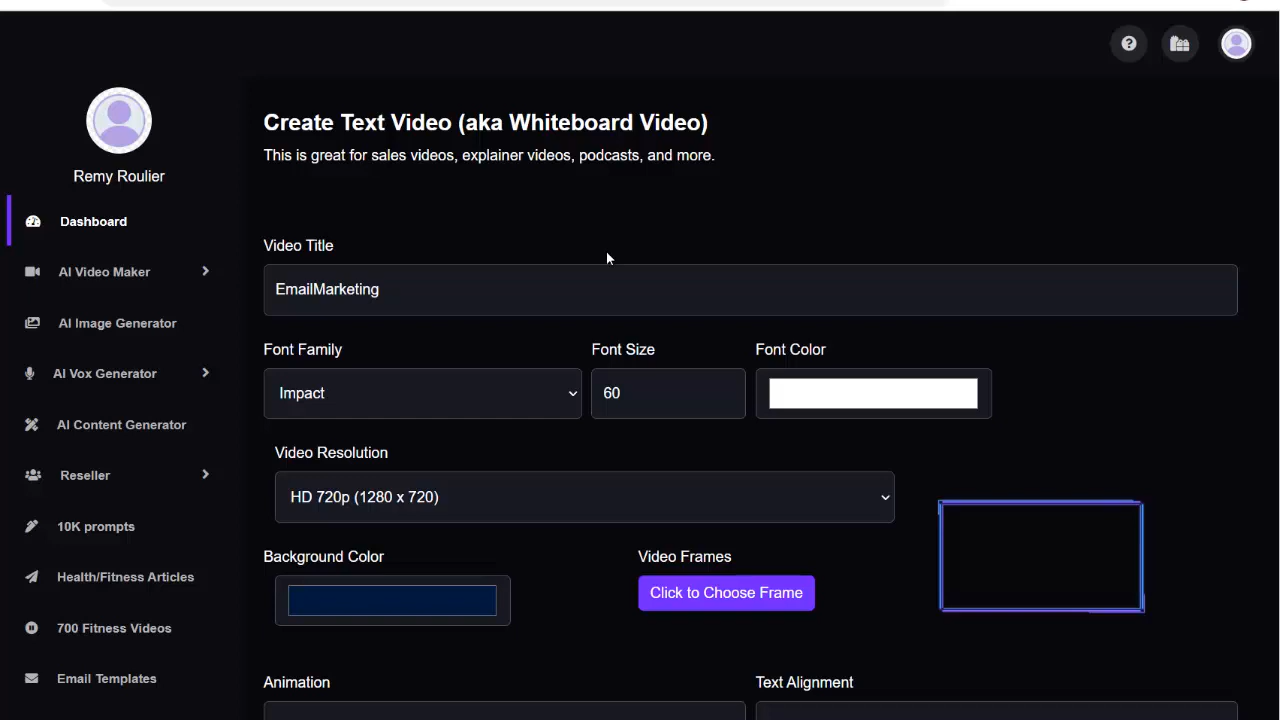 Remy Roulier
Dashboard
AI Video Maker
AI Image Generator
AI Vox Generator
AI Content Generator
Reseller
10K prompts
Health/Fitness Articles
700 Fitness Videos
Email Templates
Create Text Video (aka Whiteboard Video)
This is great for sales videos, explainer videos, podcasts, and more.
Video Title
EmailMarketing
Font Family
Font Size
Font Color
Impact
60
Video Resolution
HD 720p (1280 x 720)
Background Color
Video Frames
Click to Choose Frame
Animation
Text Alignment